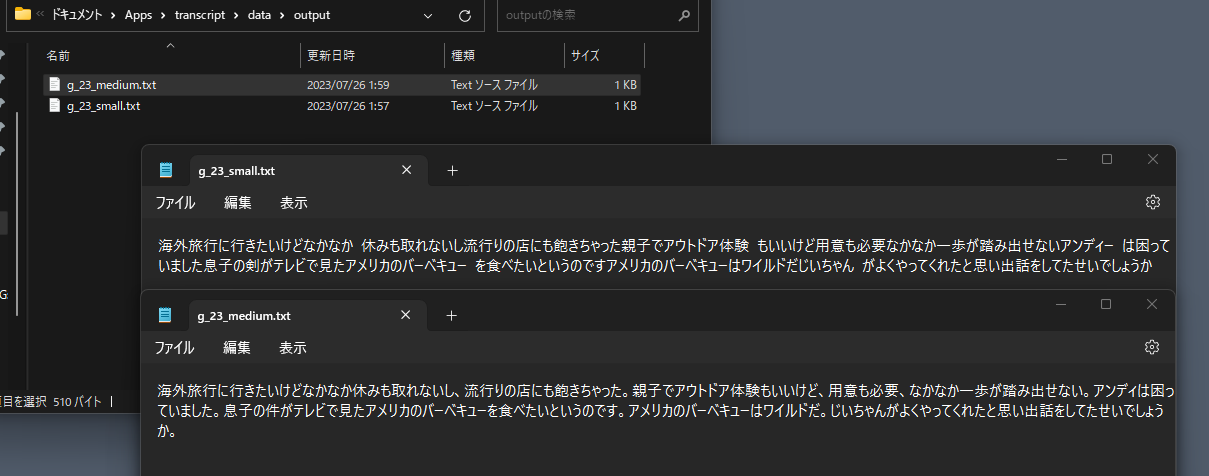 ドキュメント › Apps › transcript › data › output
outputの検索
名前 更新日時 種類 サイズ
g_23_medium.txt 2023/07/26 1:59 Text ソース ファイル 1 KB
g_23_small.txt 2023/07/26 1:57 Text ソース ファイル 1 KB
g_23_small.txt
ファイル 編集 表示
海外旅行に行きたいけどなかなか 休みも取れないし流行りの店にも飽きちゃった親子でアウトドア体験 もいいけど用意も必要なかなか一歩が踏み出せないアンディー は困って
いました息子の剣がテレビで見たアメリカのバーベキュー を食べたいというのですアメリカのバーベキューはワイルドだじいちゃん がよくやってくれたと思い出話をしてたせいでしょうか
g_23_medium.txt
ファイル 編集 表示
海外旅行に行きたいけどなかなか休みも取れないし、流行りの店にも飽きちゃった。親子でアウトドア体験もいいけど、用意も必要、なかなか一歩が踏み出せない。アンディは困っ
ていました。息子の件がテレビで見たアメリカのバーベキューを食べたいというのです。アメリカのバーベキューはワイルドだ。じいちゃんがよくやってくれたと思い出話をしてたせいでしょう
か。
項目を選択 510 バイト